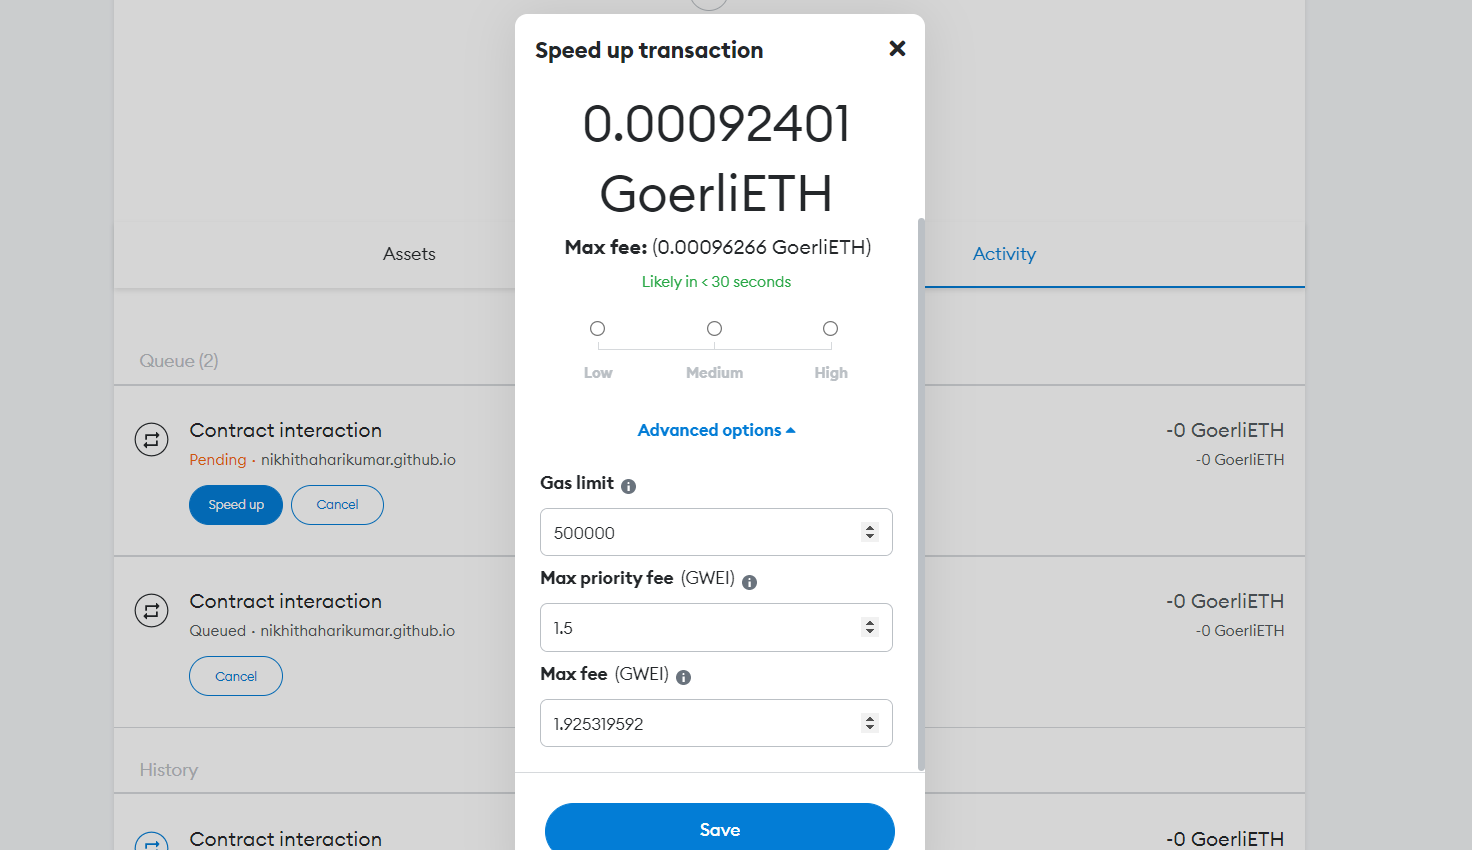 Speed up transaction
0.00092401
GoerliETH
Max fee: (0.00096266 GoerliETH)
Likely in < 30 seconds
Low Medium High
Advanced options
Gas limit
500000
Max priority fee (GWEI)
1.5
Max fee (GWEI)
1.925319592
Save
Assets
Activity
Queue (2)
Contract interaction
-0 GoerliETH
Pending · nikhithaharikumar.github.io
-0 GoerliETH
Speed up
Cancel
Contract interaction
-0 GoerliETH
Queued · nikhithaharikumar.github.io
-0 GoerliETH
Cancel
History
Contract interaction
-0 GoerliETH